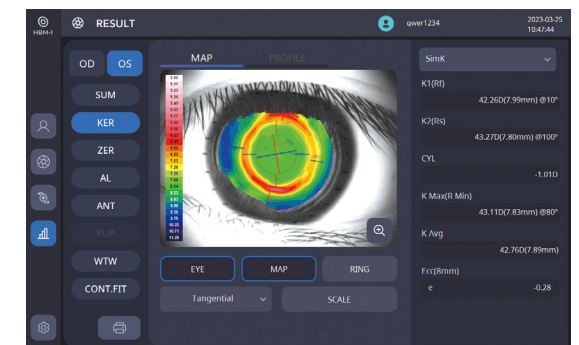 HBM-1
RESULT
qwer1234
2023-03-25
10:47:44
OD
OS
SUM
KER
ZER
AL
ANT
PUP
WTW
CONT.FIT
MAP
PROFILE
EYE
MAP
RING
Tangential
SCALE
SimK
K1(Rf)
42.26D(7.99mm) @10°
K2(Rs)
43.27D(7.80mm) @100°
CYL
-1.01D
K Max(R Min)
43.11D(7.83mm) @80°
K Avg
42.76D(7.89mm)
Ecc(8mm)
e
-0.28